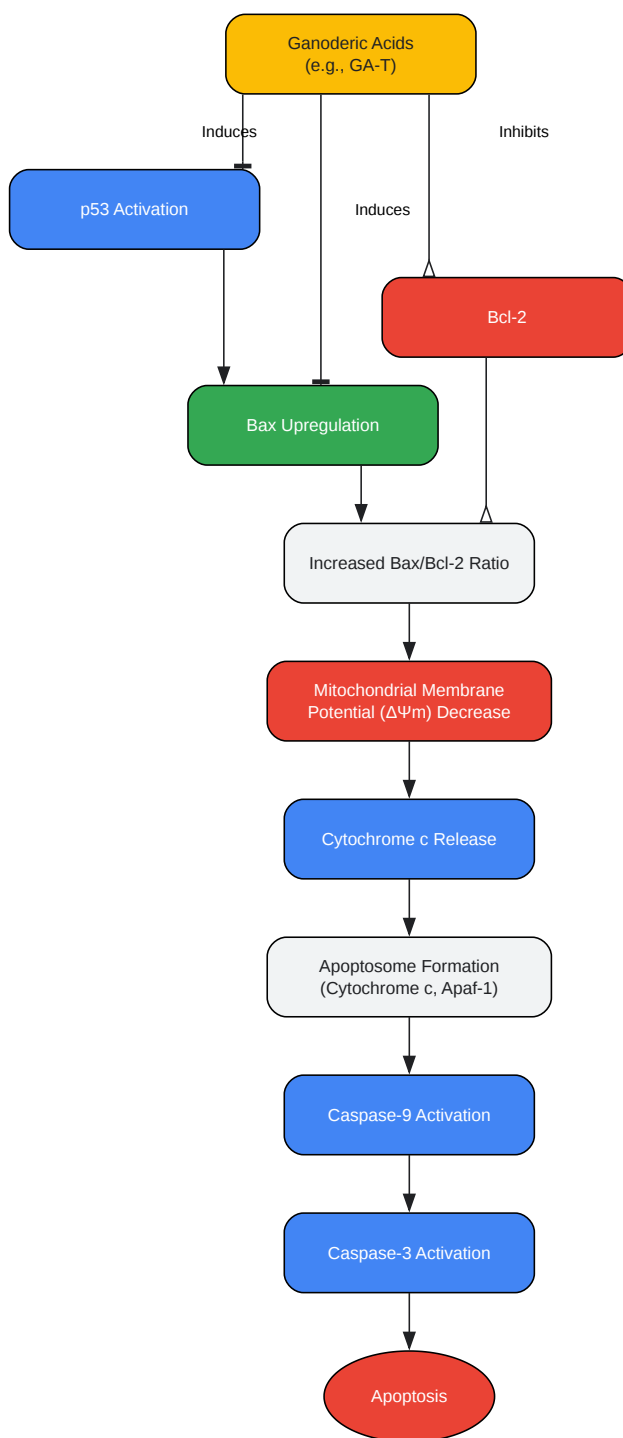 Ganoderic Acids
(e.g., GA-T)
Induces
Inhibits
p53 Activation
Induces
Bcl-2
Bax Upregulation
Increased Bax/Bcl-2 Ratio
Mitochondrial Membrane
Potential (ΔΨm) Decrease
Cytochrome c Release
Apoptosome Formation
(Cytochrome c, Apaf-1)
Caspase-9 Activation
Caspase-3 Activation
Apoptosis